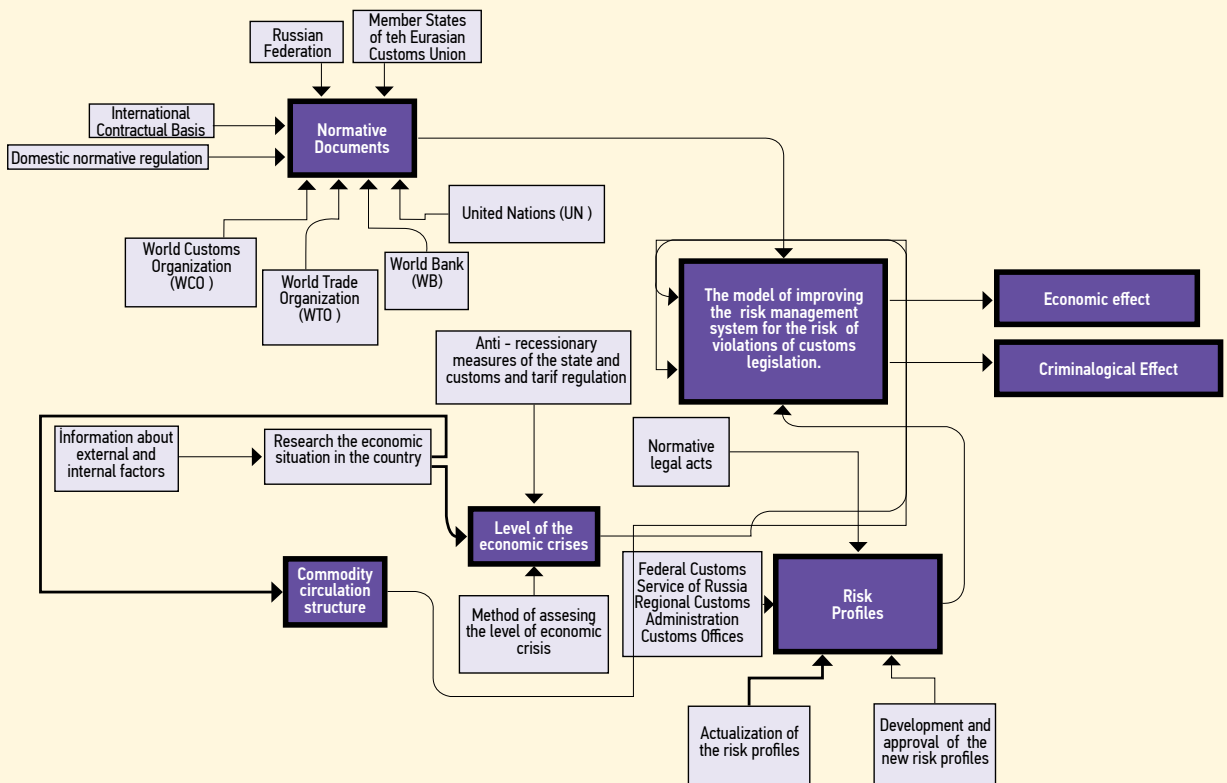 Russian
Federation
Member States
of teh Eurasian
Customs Union
International
Contractual Basis
Normative
Documents
Domestic normative regulation
United Nations (UN )
World Customs
Organization
(WCO )
World Trade
Organization
(WTO )
World Bank
(WB)
The model of improving
the risk management
system for the risk of
violations of customs
legislation.
Economic effect
Criminalogical Effect
Anti - recessionary
measures of the state and
customs and tarif regulation
İnformation about
external and
internal factors
Research the economic
situation in the country
Normative
legal acts
Level of the
economic crises
Commodity
circulation
structure
Method of assesing
the level of economic
crisis
Federal Customs
Service of Russia
Regional Customs
Administration
Customs Offices
Risk
Profiles
Actualization of
the risk profiles
Development and
approval of the
new risk profiles